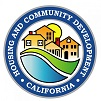 HOUSING AND COMMUNITY DEVELOPMENT
• CALIFORNIA •